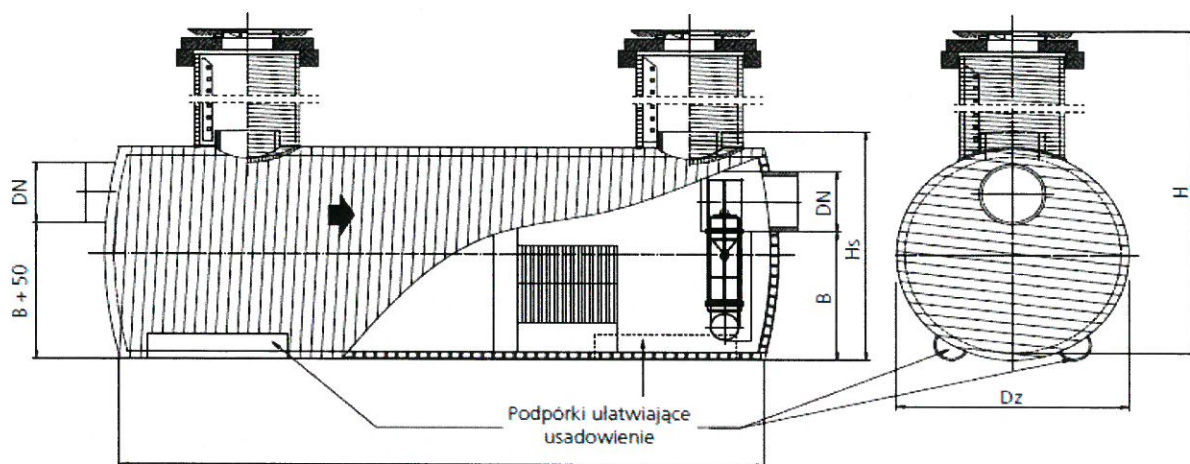 DN
B + 50
DN
B
Hs
H
Dz
Podpórki ułatwiające
usadowienie